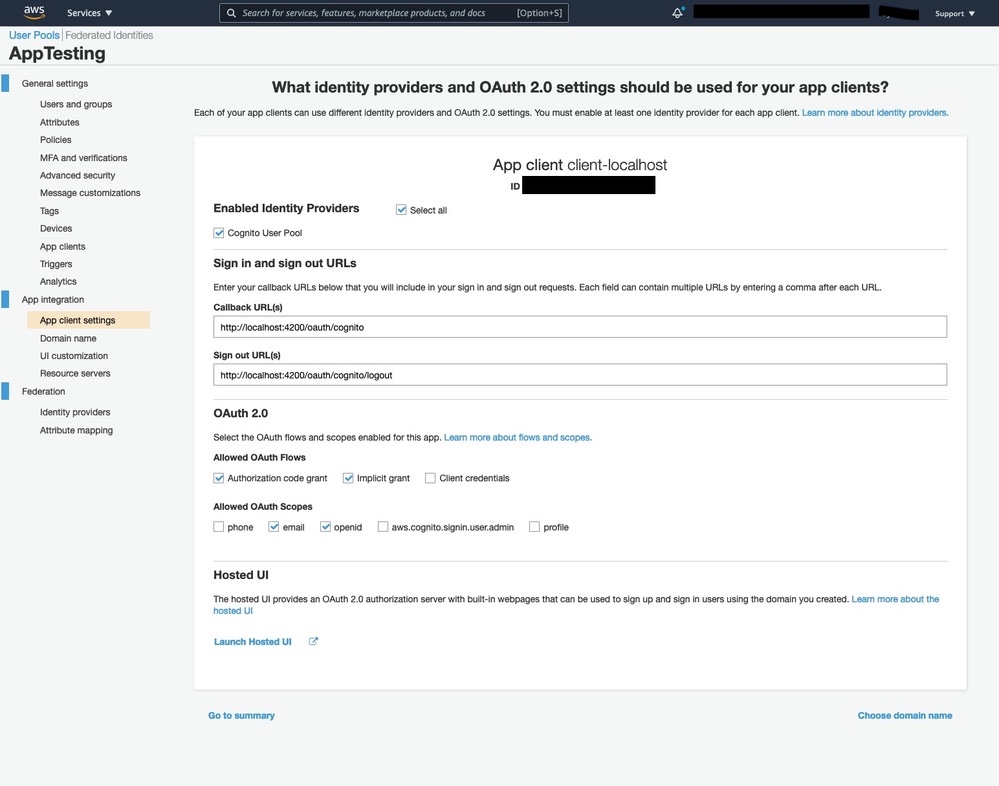 aws Services Search for services, features, marketplace products, and docs [Option+S] Support
User Pools | Federated Identities
AppTesting
General settings
Users and groups
Attributes
Policies
MFA and verifications
Advanced security
Message customizations
Tags
Devices
App clients
Triggers
Analytics
App integration
App client settings
Domain name
UI customization
Resource servers
Federation
Identity providers
Attribute mapping
What identity providers and OAuth 2.0 settings should be used for your app clients?
Each of your app clients can use different identity providers and OAuth 2.0 settings. You must enable at least one identity provider for each app client. Learn more about identity providers.
App client client-localhost
ID
Enabled Identity Providers Select all
Cognito User Pool
Sign in and sign out URLs
Enter your callback URLs below that you will include in your sign in and sign out requests. Each field can contain multiple URLs by entering a comma after each URL.
Callback URL(s)
http://localhost:4200/oauth/cognito
Sign out URL(s)
http://localhost:4200/oauth/cognito/logout
OAuth 2.0
Select the OAuth flows and scopes enabled for this app. Learn more about flows and scopes.
Allowed OAuth Flows
Authorization code grant Implicit grant Client credentials
Allowed OAuth Scopes
phone email openid aws.cognito.signin.user.admin profile
Hosted UI
The hosted UI provides an OAuth 2.0 authorization server with built-in webpages that can be used to sign up and sign in users using the domain you created. Learn more about the
hosted UI
Launch Hosted UI
Go to summary Choose domain name